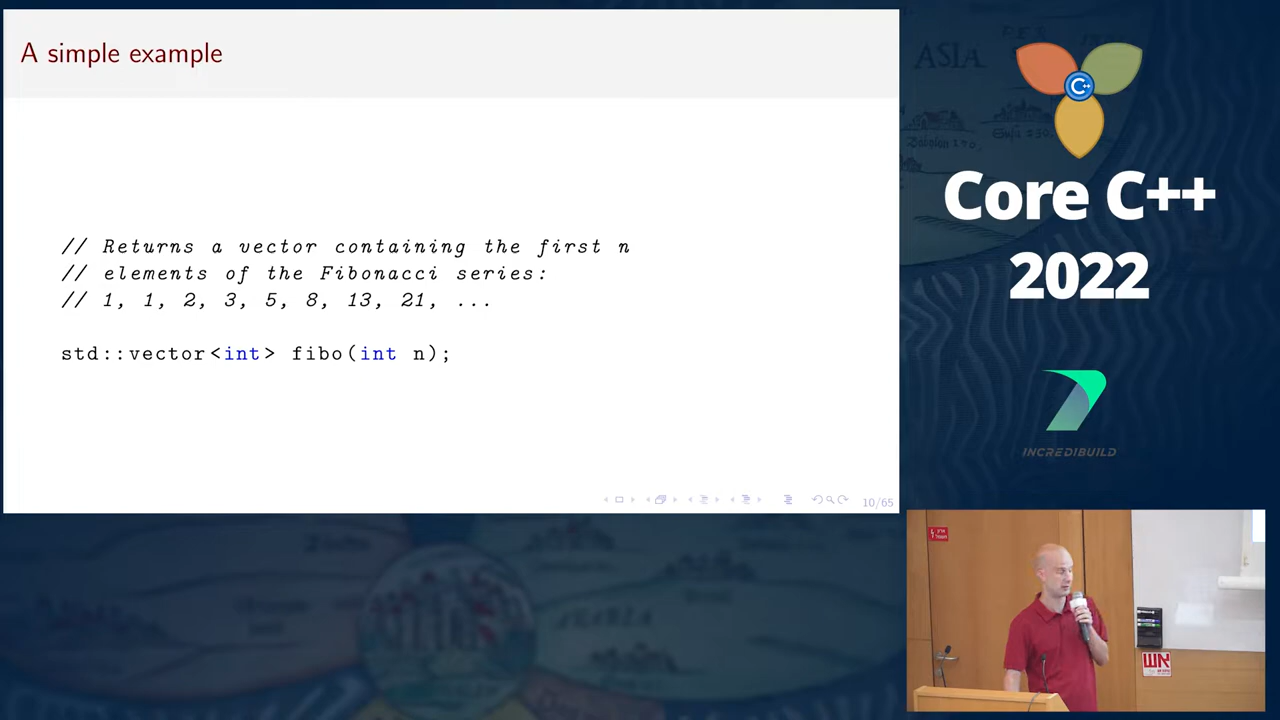 A simple example
// Returns a vector containing the first n
// elements of the Fibonacci series:
// 1, 1, 2, 3, 5, 8, 13, 21, ...
std::vector<int> fibo(int n);
10/65
ASIA
C++
Core C++
2022
INCREDIBUILD
אש